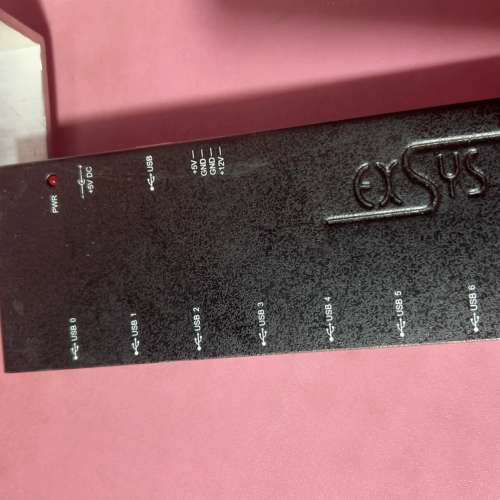 PWR
+5V DC
USB
+5V
GND
GND
+12V
EXSYS
USB 0
USB 1
USB 2
USB 3
USB 4
USB 5
USB 6